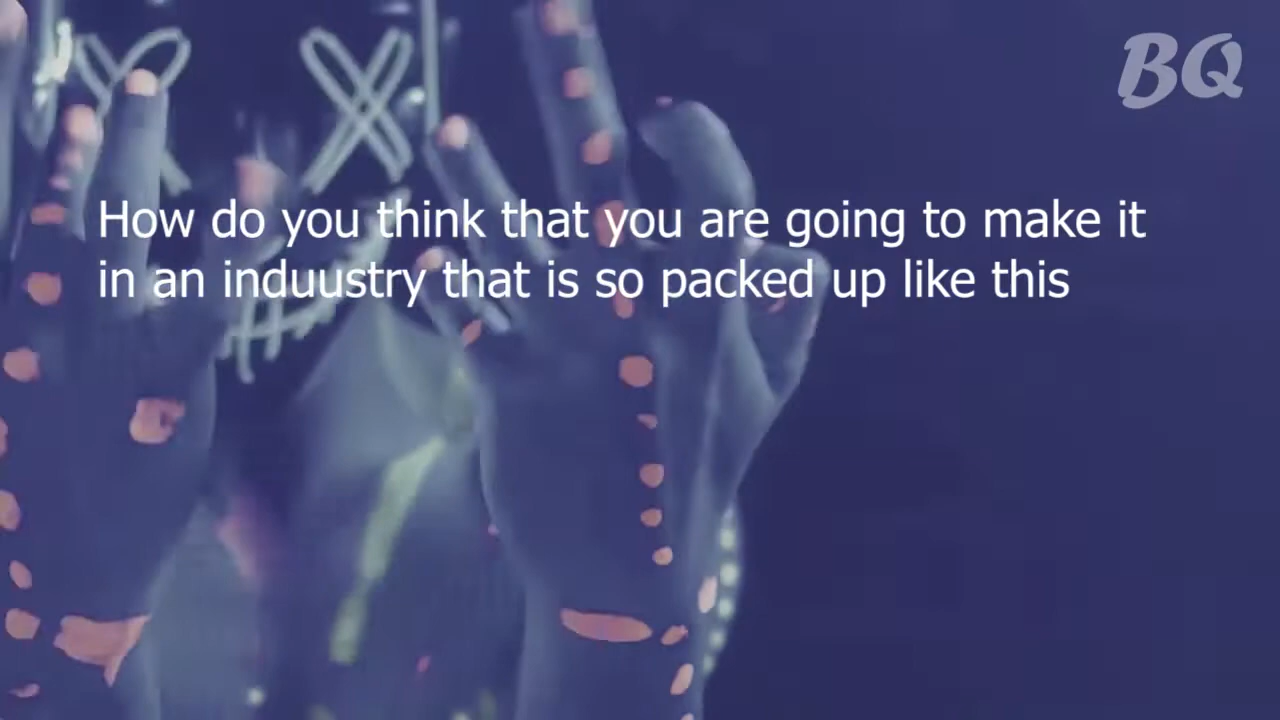 BQ
How do you think that you are going to make it
in an induustry that is so packed up like this